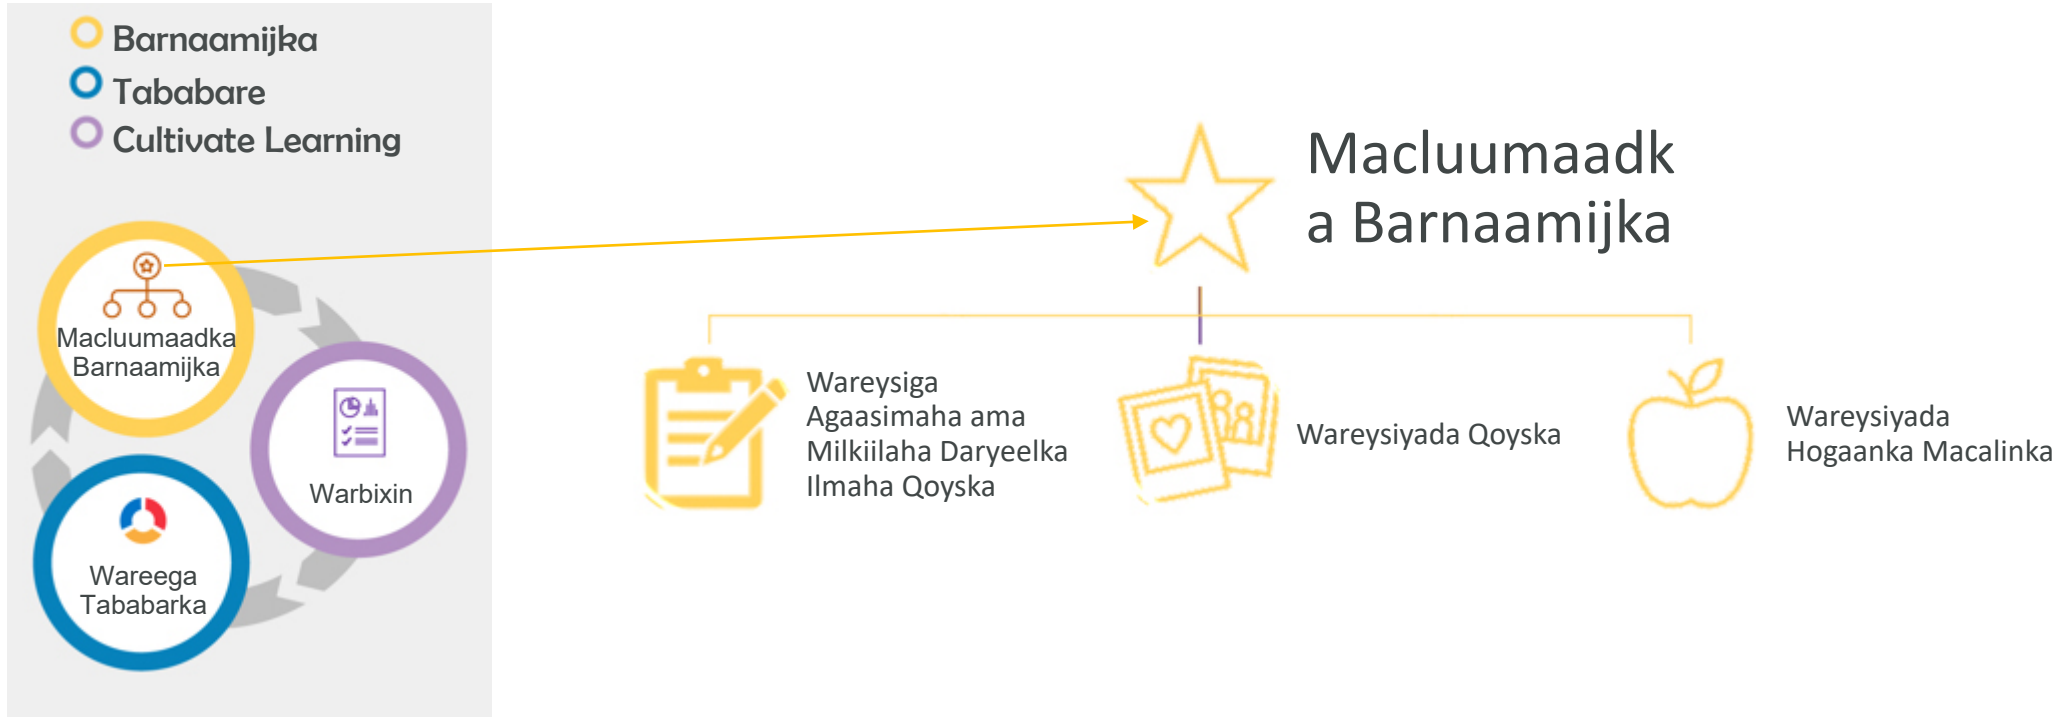 Barnaamijka
Tababare
Cultivate Learning
Macluumaadka
Barnaamijka
Warbixin
Wareega
Tababarka
Macluumaadk
a Barnaamijka
Wareysiga
Agaasimaha ama
Milkiilaha Daryeelka
Ilmaha Qoyska
Wareysiyada Qoyska
Wareysiyada
Hogaanka Macalinka